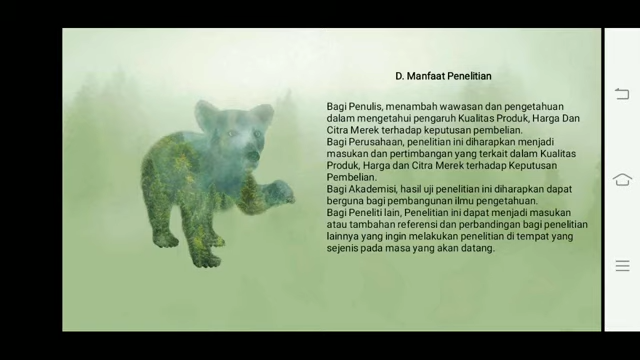 D. Manfaat Penelitian
Bagi Penulis, menambah wawasan dan pengetahuan
dalam mengetahui pengaruh Kualitas Produk, Harga Dan
Citra Merek terhadap keputusan pembelian.
Bagi Perusahaan, penelitian ini diharapkan menjadi
masukan dan pertimbangan yang terkait dalam Kualitas
Produk, Harga dan Citra Merek terhadap Keputusan
Pembelian.
Bagi Akademisi, hasil uji penelitian ini diharapkan dapat
berguna bagi pembangunan ilmu pengetahuan.
Bagi Peneliti lain, Penelitian ini dapat menjadi masukan
atau tambahan referensi dan perbandingan bagi penelitian
lainnya yang ingin melakukan penelitian di tempat yang
sejenis pada masa yang akan datang.